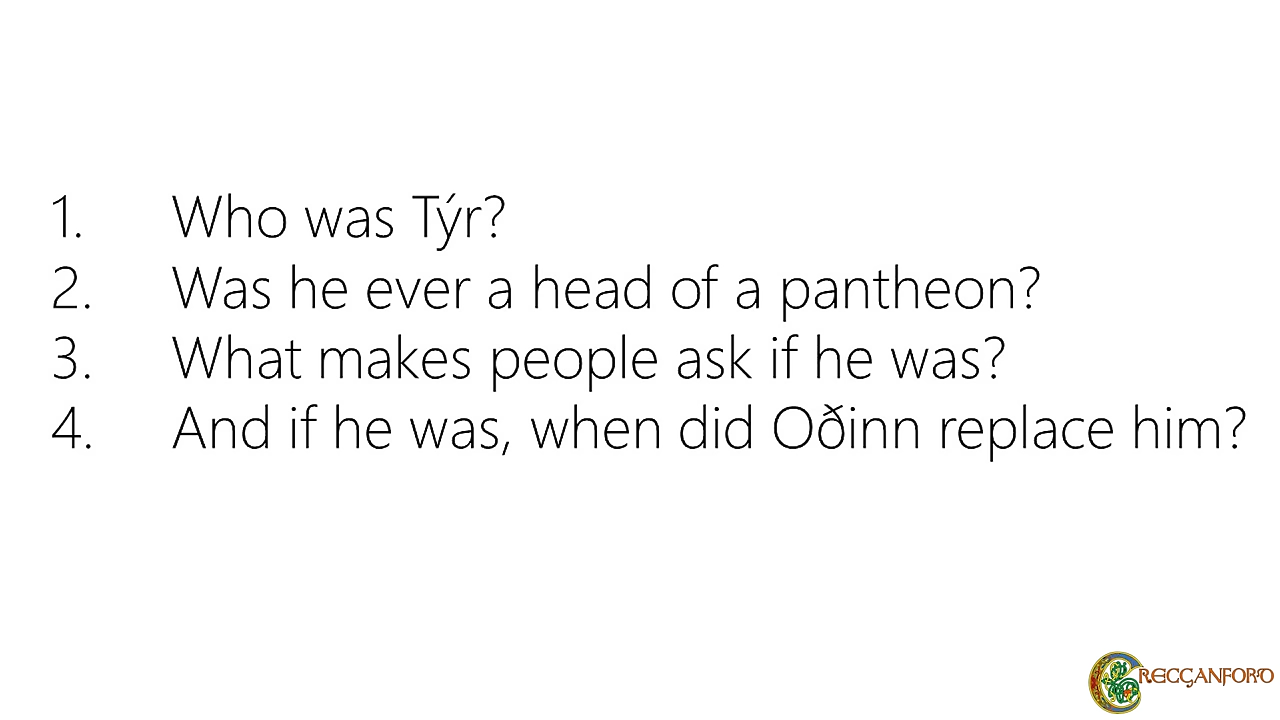 1. Who was Týr?
2. Was he ever a head of a pantheon?
3. What makes people ask if he was?
4. And if he was, when did Oðinn replace him?
CRECGANFORD